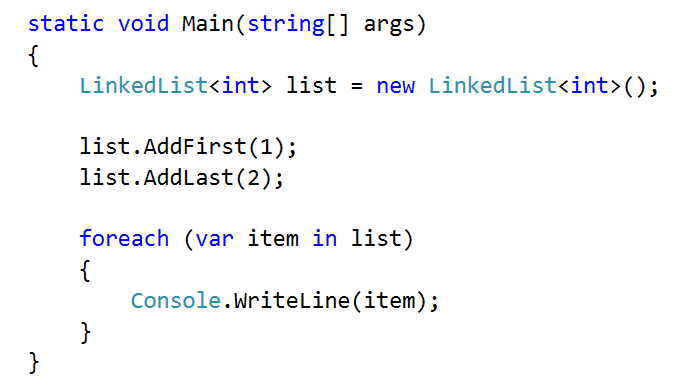 static void Main(string[] args)
{
    LinkedList<int> list = new LinkedList<int>();

    list.AddFirst(1);
    list.AddLast(2);

    foreach (var item in list)
    {
        Console.WriteLine(item);
    }
}